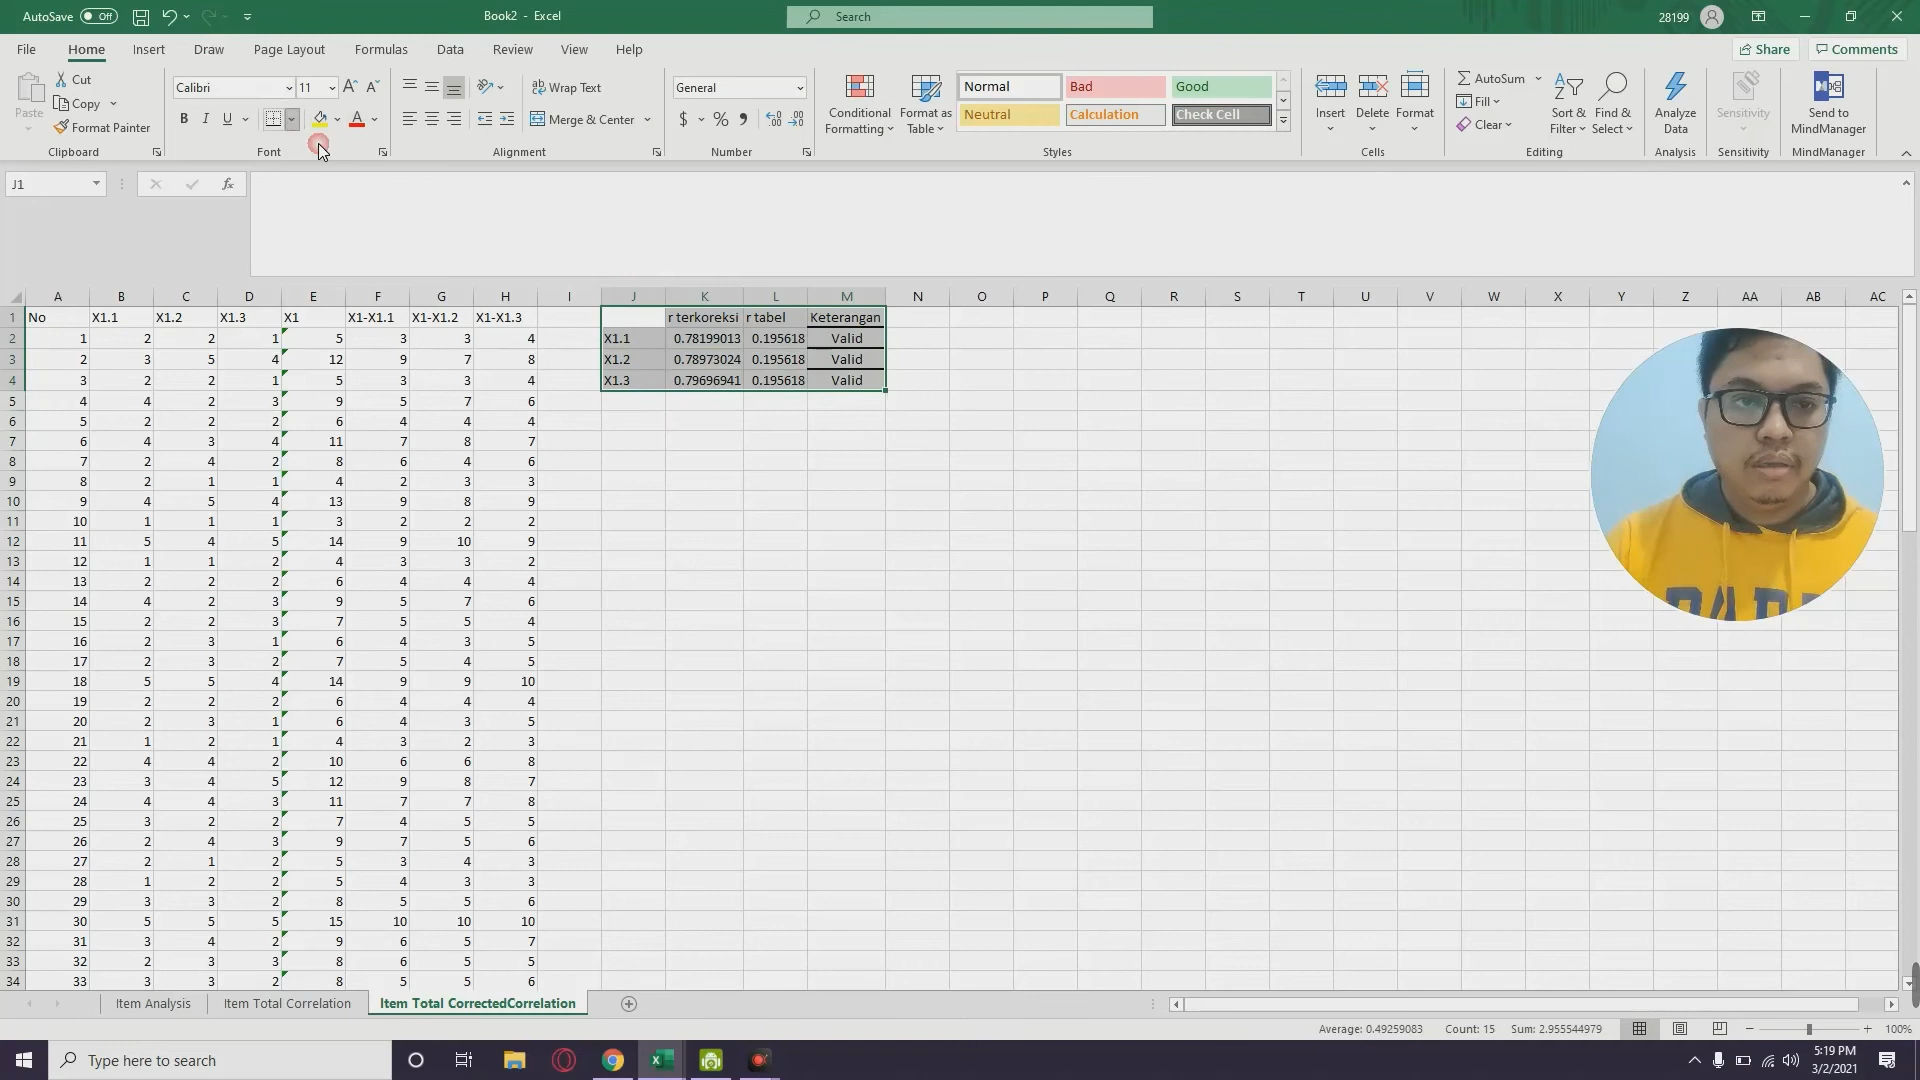 AutoSave Off Book2 - Excel Search 28199
File Home Insert Draw Page Layout Formulas Data Review View Help Share Comments
Paste Cut Copy Format Painter Clipboard
Calibri 11 B I U A Font
Wrap Text Merge & Center Alignment
General $ % Number
Conditional Formatting Format as Table
Normal Bad Good
Neutral Calculation Check Cell
Styles
Insert Delete Format Cells
AutoSum Fill Clear Sort & Filter Find & Select Editing
Analyze Data Analysis
Sensitivity Sensitivity
Send to MindManager MindManager
J1 fx
A B C D E F G H I J K L M N O P Q R S T U V W X Y Z AA AB AC
1 No X1.1 X1.2 X1.3 X1 X1-X1.1 X1-X1.2 X1-X1.3 r terkoreksi r tabel Keterangan
2 1 2 2 1 5 3 3 4 X1.1 0.78199013 0.195618 Valid
3 2 3 5 4 12 9 7 8 X1.2 0.78973024 0.195618 Valid
4 3 2 2 1 5 3 3 4 X1.3 0.79696941 0.195618 Valid
5 4 4 2 3 9 5 7 6
6 5 2 2 2 6 4 4 4
7 6 4 3 4 11 7 8 7
8 7 2 4 2 8 6 4 6
9 8 2 1 1 4 2 3 3
10 9 4 5 4 13 9 8 9
11 10 1 1 1 3 2 2 2
12 11 5 4 5 14 9 10 9
13 12 1 1 2 4 3 3 2
14 13 2 2 2 6 4 4 4
15 14 4 2 3 9 5 7 6
16 15 2 2 3 7 5 5 4
17 16 2 3 1 6 4 3 5
18 17 2 3 2 7 5 4 5
19 18 5 5 4 14 9 9 10
20 19 2 2 2 6 4 4 4
21 20 2 3 1 6 4 3 5
22 21 1 2 1 4 3 2 3
23 22 4 4 2 10 6 6 8
24 23 3 4 5 12 9 8 7
25 24 4 4 3 11 7 7 8
26 25 3 2 2 7 4 5 5
27 26 2 4 3 9 7 5 6
28 27 2 1 2 5 3 4 3
29 28 1 2 2 5 4 3 3
30 29 3 3 2 8 5 5 6
31 30 5 5 5 15 10 10 10
32 31 3 4 2 9 6 5 7
33 32 2 3 3 8 6 5 5
34 33 3 3 2 8 5 5 6
Item Analysis Item Total Correlation Item Total CorrectedCorrelation
Average: 0.49259083 Count: 15 Sum: 2.955544979 100%
Type here to search 5:19 PM
3/2/2021